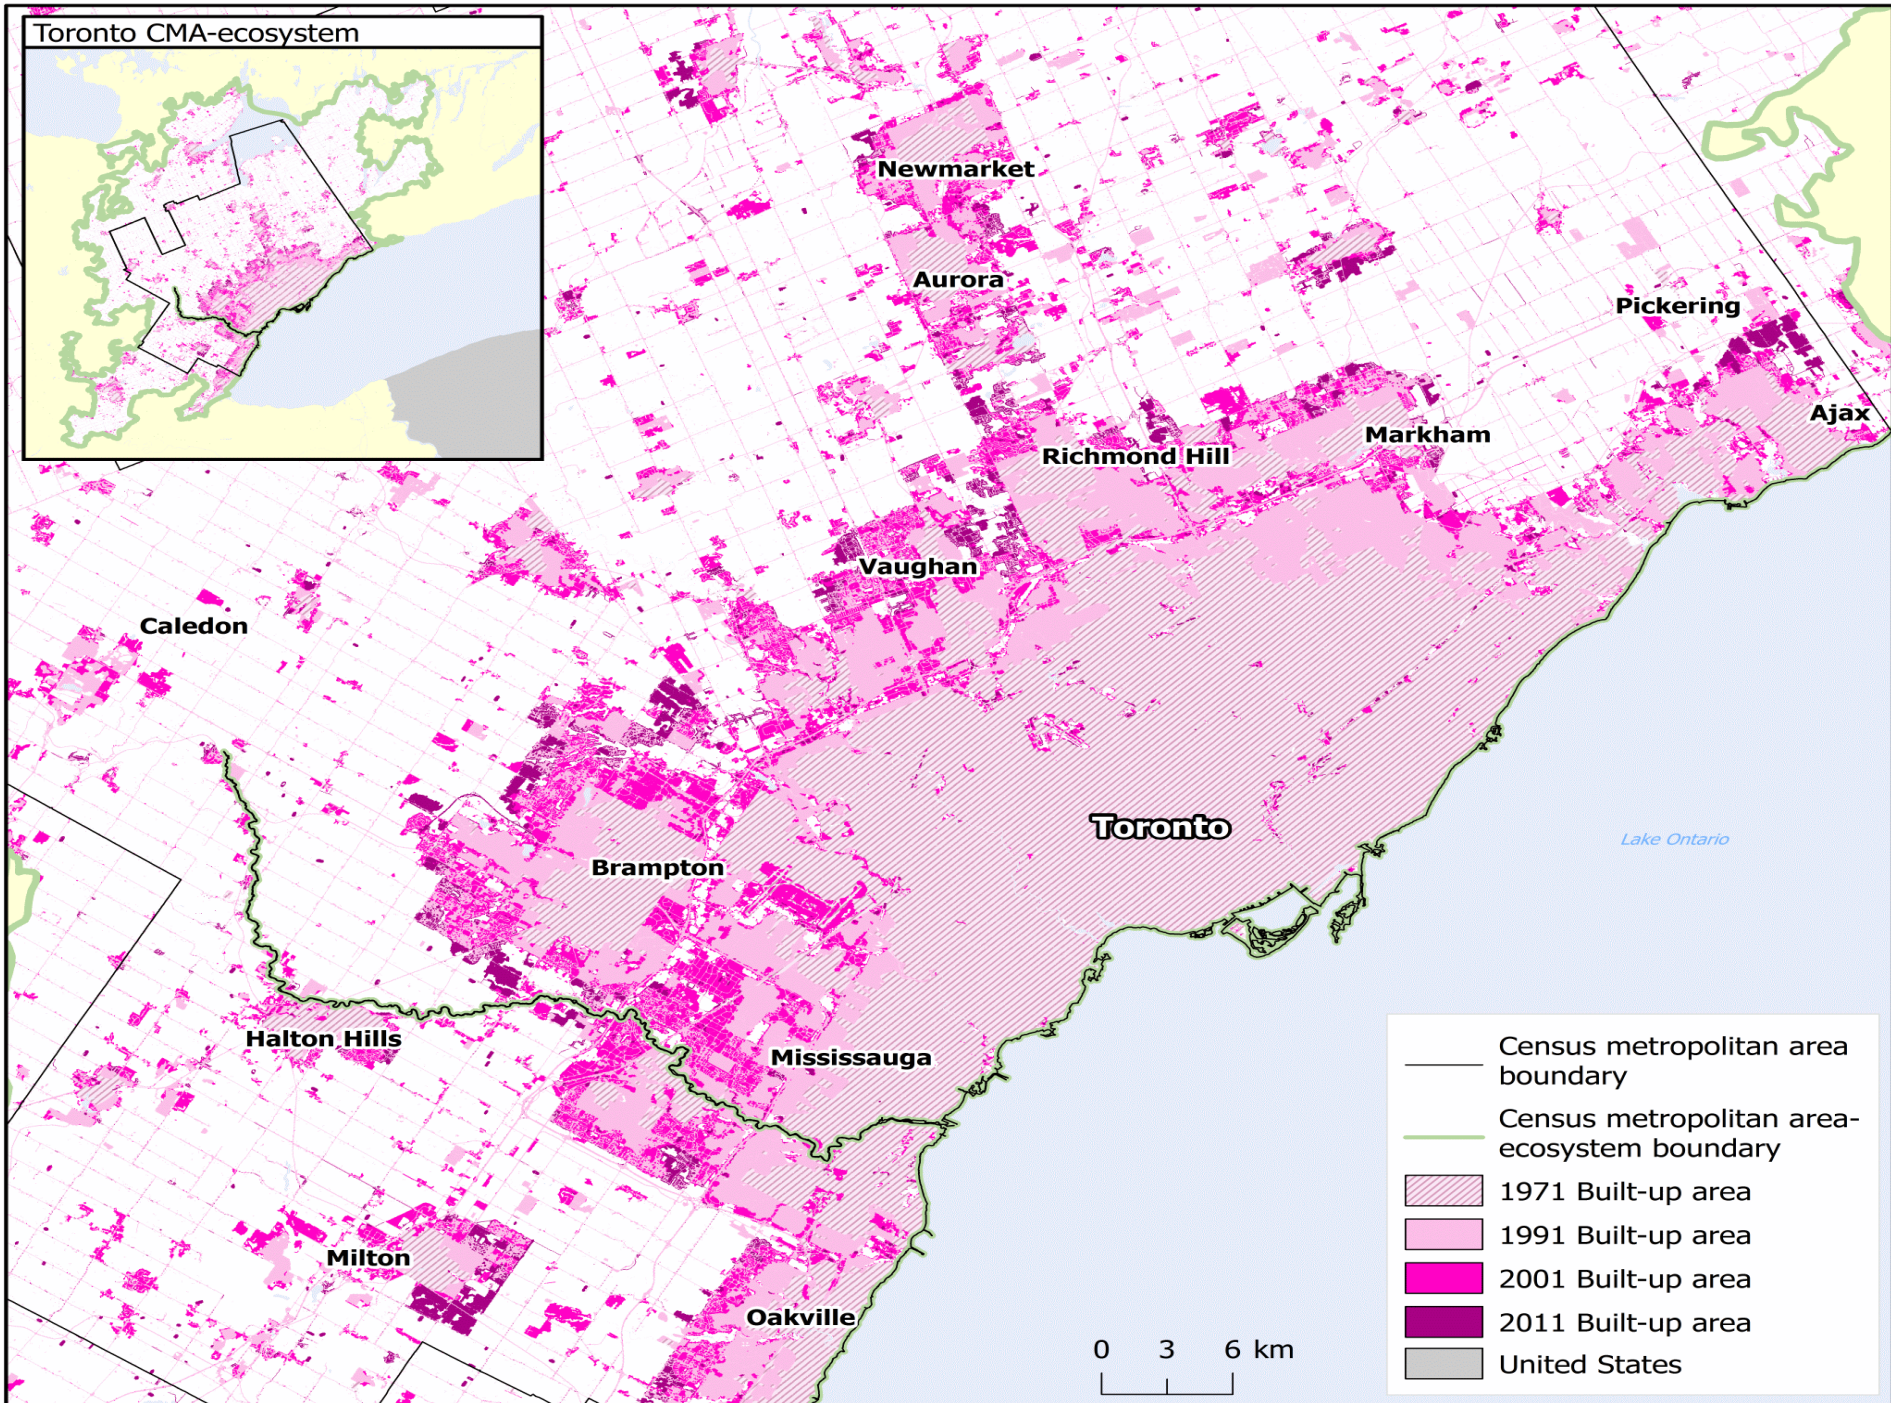 Toronto CMA-ecosystem
Newmarket
Aurora
Pickering
Ajax
Markham
Richmond Hill
Vaughan
Caledon
Toronto
Lake Ontario
Brampton
Halton Hills
Mississauga
Milton
Oakville
0 3 6 km
Census metropolitan area
boundary
Census metropolitan area-
ecosystem boundary
1971 Built-up area
1991 Built-up area
2001 Built-up area
2011 Built-up area
United States